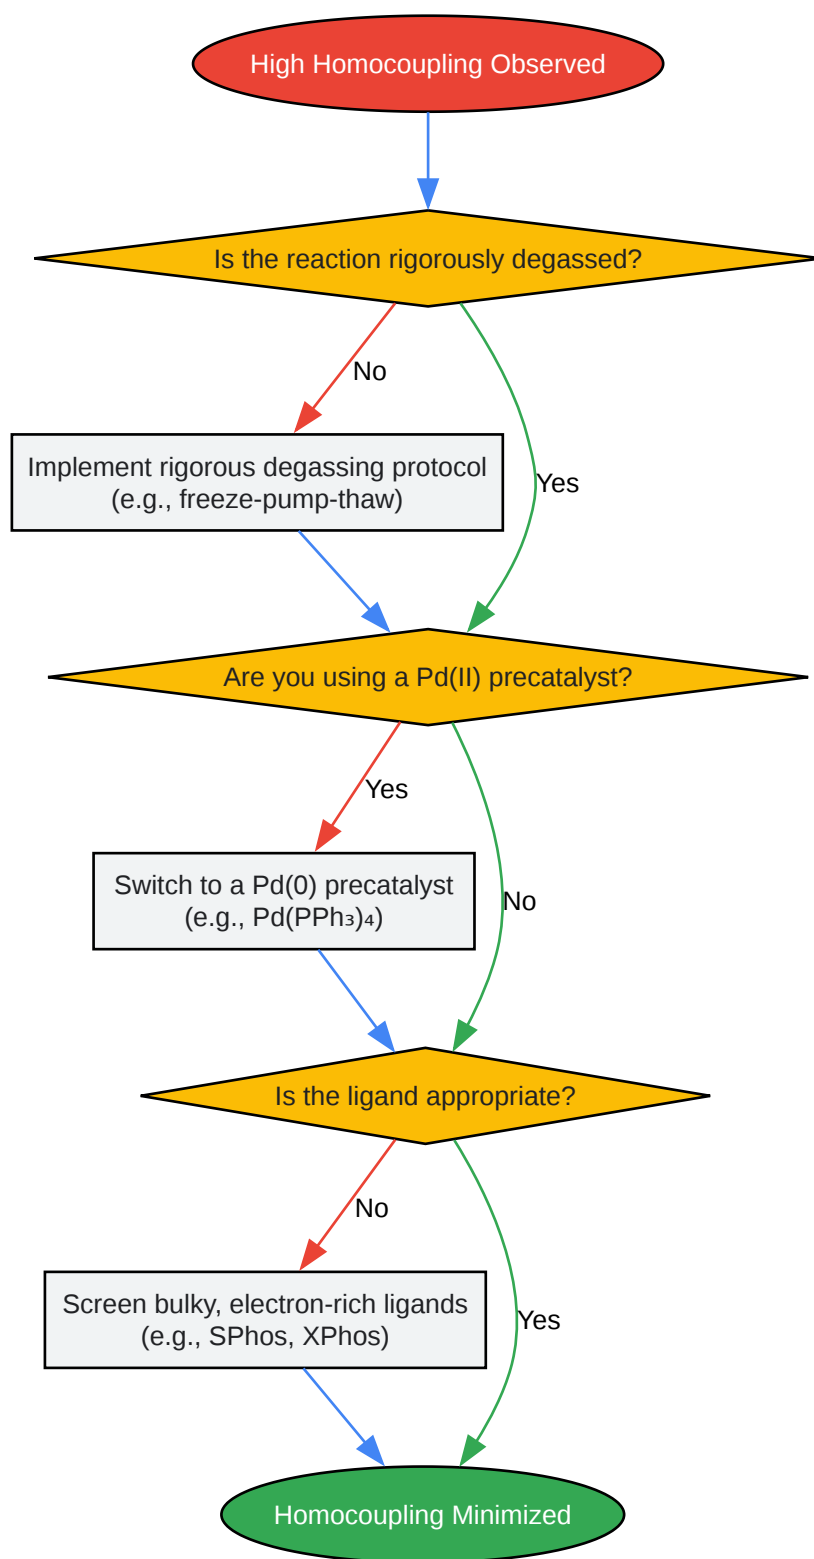 High Homocoupling Observed
Is the reaction rigorously degassed?
No
Implement rigorous degassing protocol
(e.g., freeze-pump-thaw)
Yes
Are you using a Pd(II) precatalyst?
Yes
Switch to a Pd(0) precatalyst
(e.g., Pd(PPh₃)₄)
No
Is the ligand appropriate?
No
Screen bulky, electron-rich ligands
(e.g., SPhos, XPhos)
Yes
Homocoupling Minimized